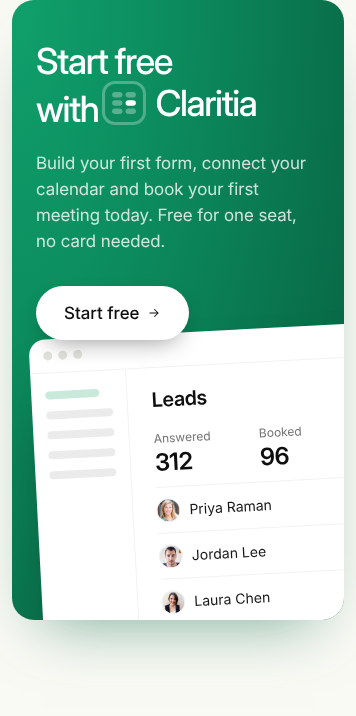 Start free
with Claritia
Build your first form, connect your
calendar and book your first
meeting today. Free for one seat,
no card needed.
Start free →
Leads
Answered Booked
312 96
Priya Raman
Jordan Lee
Laura Chen